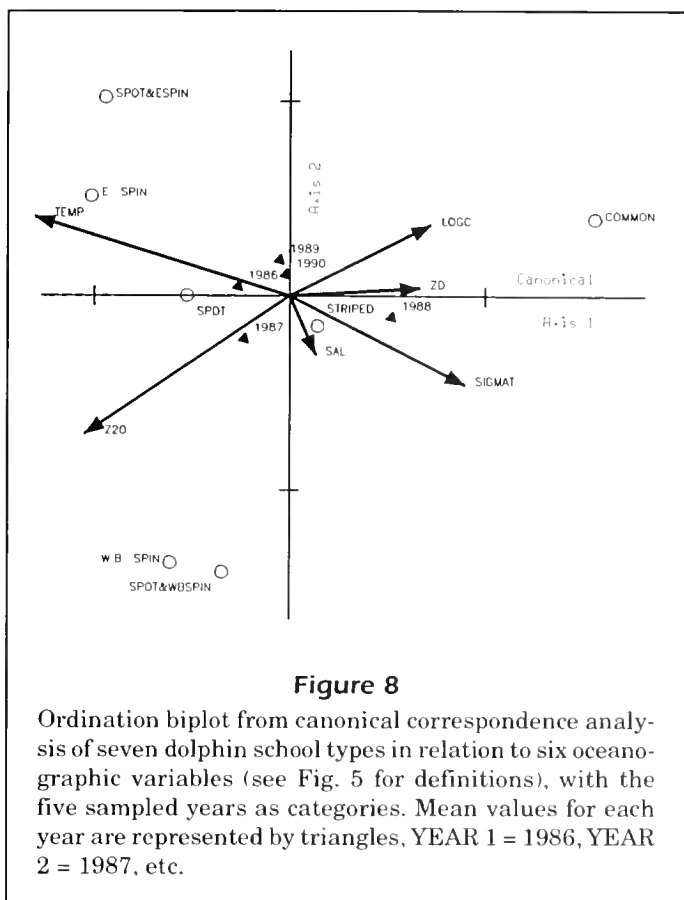 SPOT&ESPIN
E SPIN
TEMP
Axis 2
LOGC
COMMON
1989
1990
1986
Canonical
ZD
SPOT
STRIPED
1988
Axis 1
1987
SAL
SIGMAT
Z20
WB SPIN
SPOT&WBSPIN
Figure 8
Ordination biplot from canonical correspondence analy-
sis of seven dolphin school types in relation to six oceano-
graphic variables (see Fig. 5 for definitions), with the
five sampled years as categories. Mean values for each
year are represented by triangles, YEAR 1 = 1986, YEAR
2 = 1987, etc.